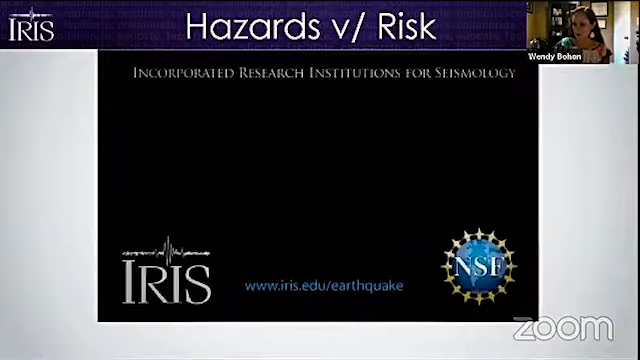 IRIS
Hazards v/ Risk
Wendy Bohon
INCORPORATED RESEARCH INSTITUTIONS FOR SEISMOLOGY
IRIS
www.iris.edu/earthquake
NSF
zoom